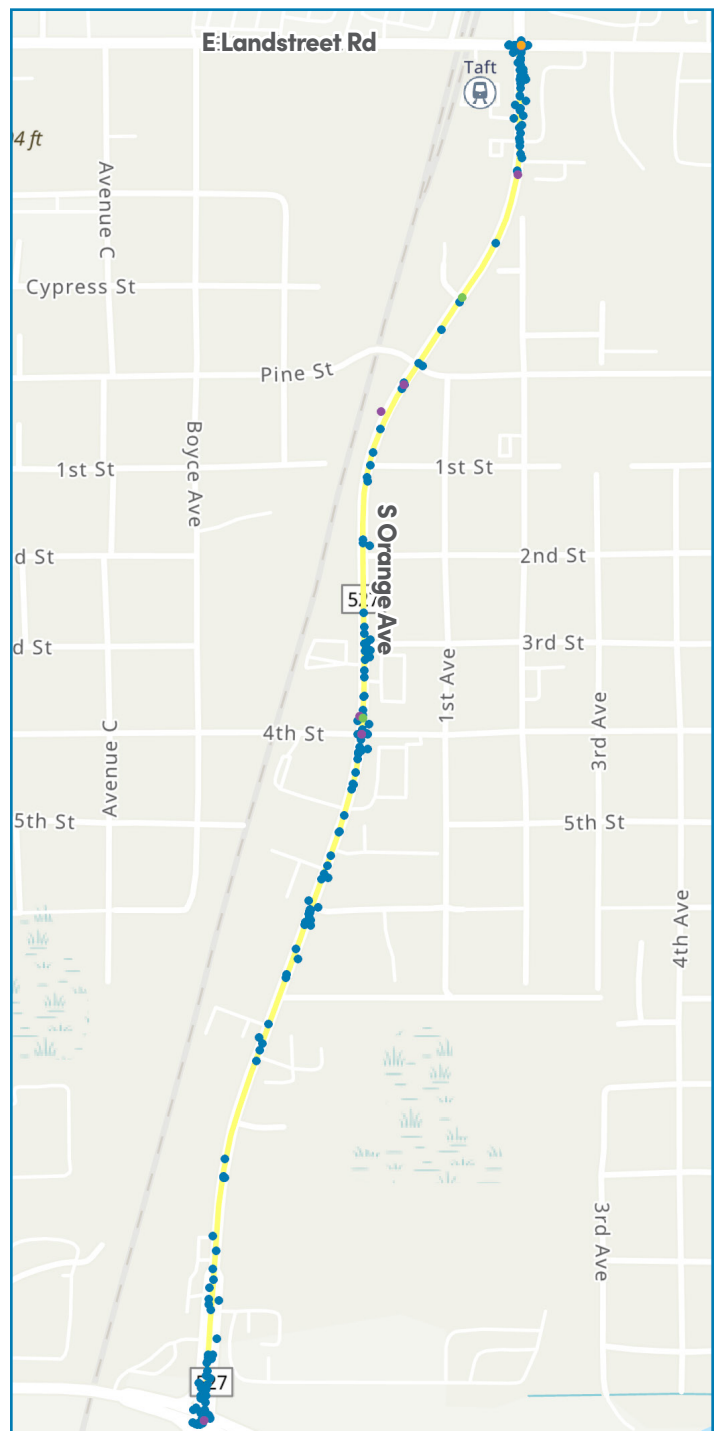 E Landstreet Rd
Taft
4 ft
Avenue C
Cypress St
Pine St
Boyce Ave
1st St
1st St
S Orange Ave
d St
2nd St
527
d St
3rd St
1st Ave
3rd Ave
4th St
Avenue C
5th St
5th St
4th Ave
3rd Ave
527